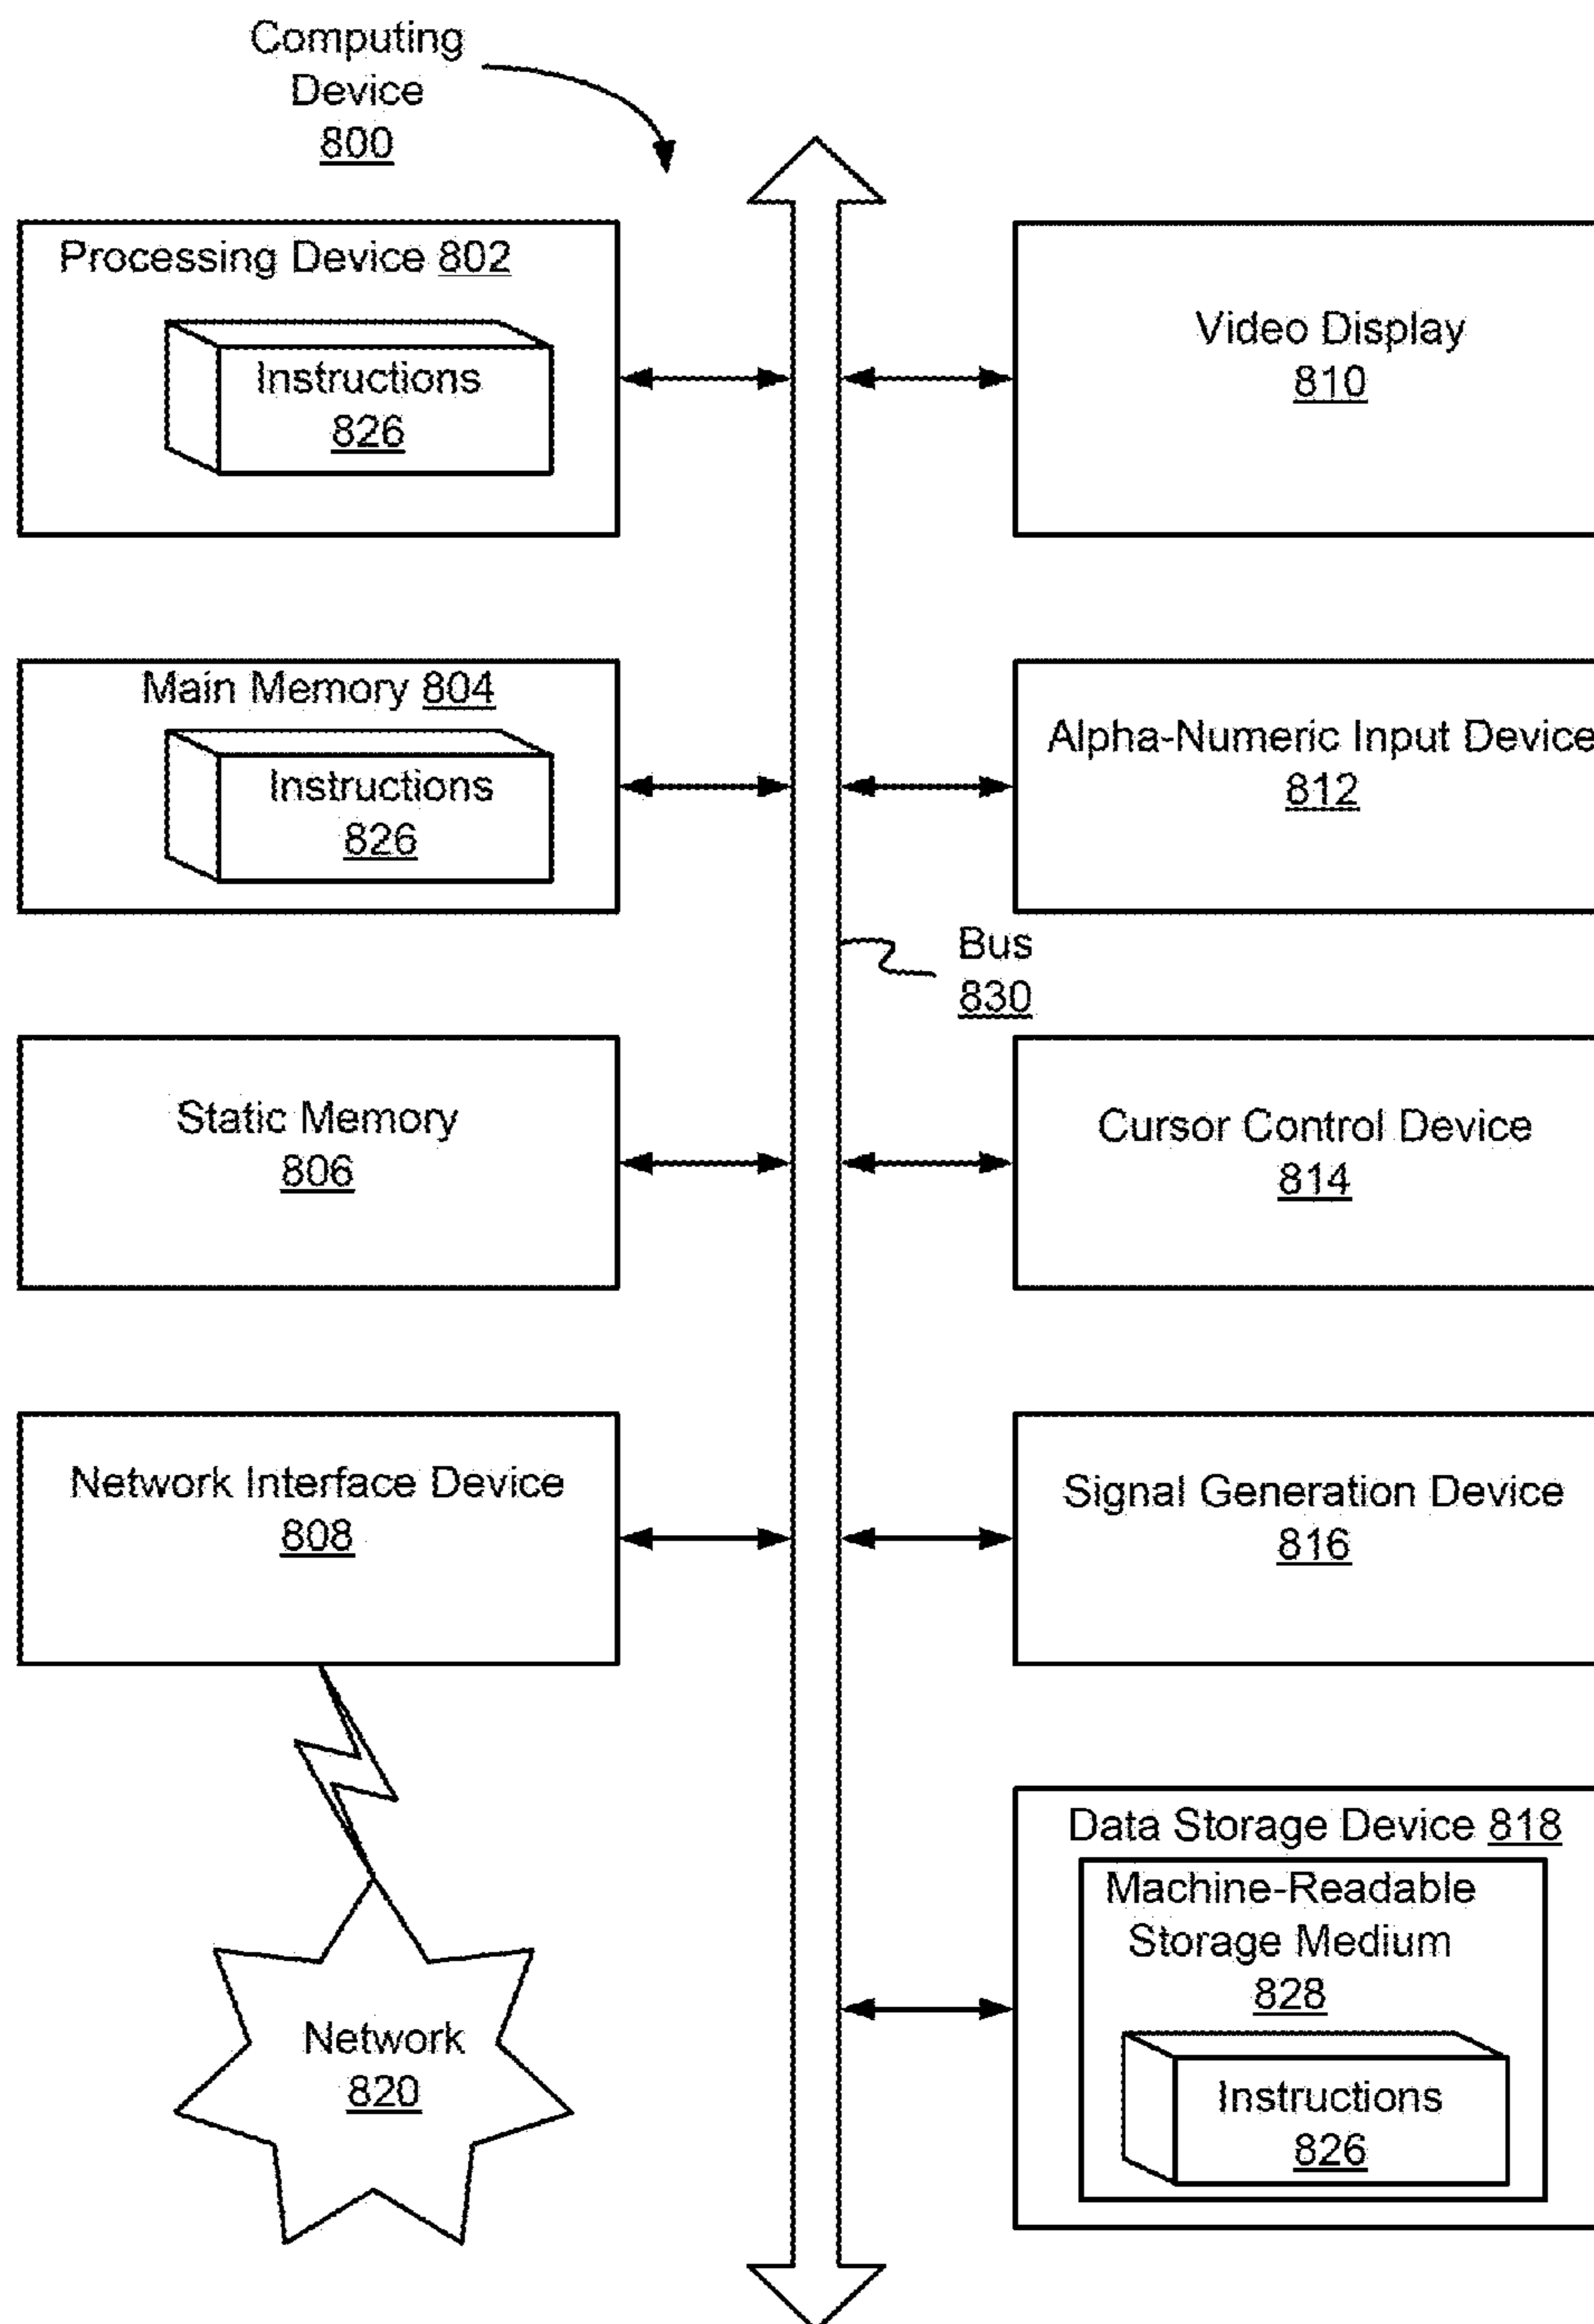 Computing
Device
800
Processing Device 802
Instructions
826
Video Display
810
Main Memory 804
Instructions
826
Alpha-Numeric Input Device
812
Bus
830
Static Memory
806
Cursor Control Device
814
Network Interface Device
808
Signal Generation Device
816
Data Storage Device 818
Machine-Readable
Storage Medium
828
Instructions
826
Network
820